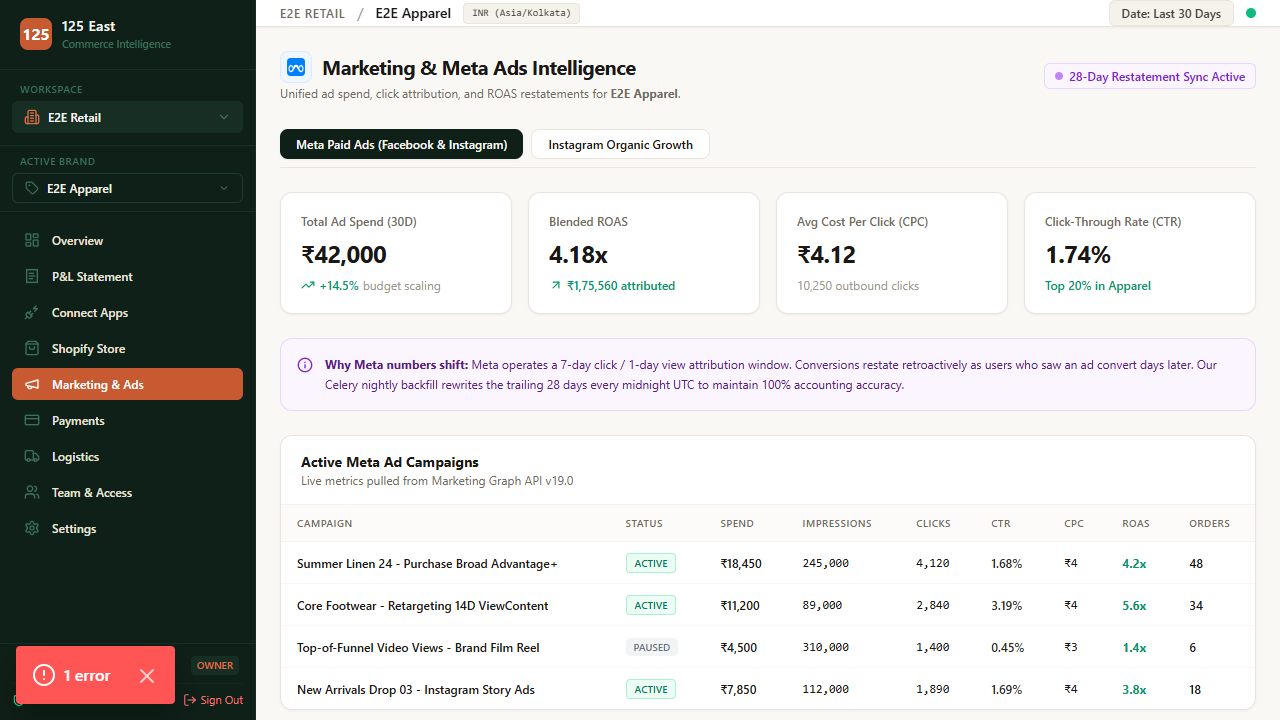 125
125 East
Commerce Intelligence
WORKSPACE
E2E Retail
ACTIVE BRAND
E2E Apparel
Overview
P&L Statement
Connect Apps
Shopify Store
Marketing & Ads
Payments
Logistics
Team & Access
Settings
1 error
OWNER
Sign Out
E2E RETAIL / E2E Apparel INR (Asia/Kolkata)
Date: Last 30 Days
Marketing & Meta Ads Intelligence
Unified ad spend, click attribution, and ROAS restatements for E2E Apparel.
28-Day Restatement Sync Active
Meta Paid Ads (Facebook & Instagram) Instagram Organic Growth
Total Ad Spend (30D)
₹42,000
+14.5% budget scaling
Blended ROAS
4.18x
₹1,75,560 attributed
Avg Cost Per Click (CPC)
₹4.12
10,250 outbound clicks
Click-Through Rate (CTR)
1.74%
Top 20% in Apparel
Why Meta numbers shift: Meta operates a 7-day click / 1-day view attribution window. Conversions restate retroactively as users who saw an ad convert days later. Our
Celery nightly backfill rewrites the trailing 28 days every midnight UTC to maintain 100% accounting accuracy.
Active Meta Ad Campaigns
Live metrics pulled from Marketing Graph API v19.0
CAMPAIGN STATUS SPEND IMPRESSIONS CLICKS CTR CPC ROAS ORDERS
Summer Linen 24 - Purchase Broad Advantage+ ACTIVE ₹18,450 245,000 4,120 1.68% ₹4 4.2x 48
Core Footwear - Retargeting 14D ViewContent ACTIVE ₹11,200 89,000 2,840 3.19% ₹4 5.6x 34
Top-of-Funnel Video Views - Brand Film Reel PAUSED ₹4,500 310,000 1,400 0.45% ₹3 1.4x 6
New Arrivals Drop 03 - Instagram Story Ads ACTIVE ₹7,850 112,000 1,890 1.69% ₹4 3.8x 18